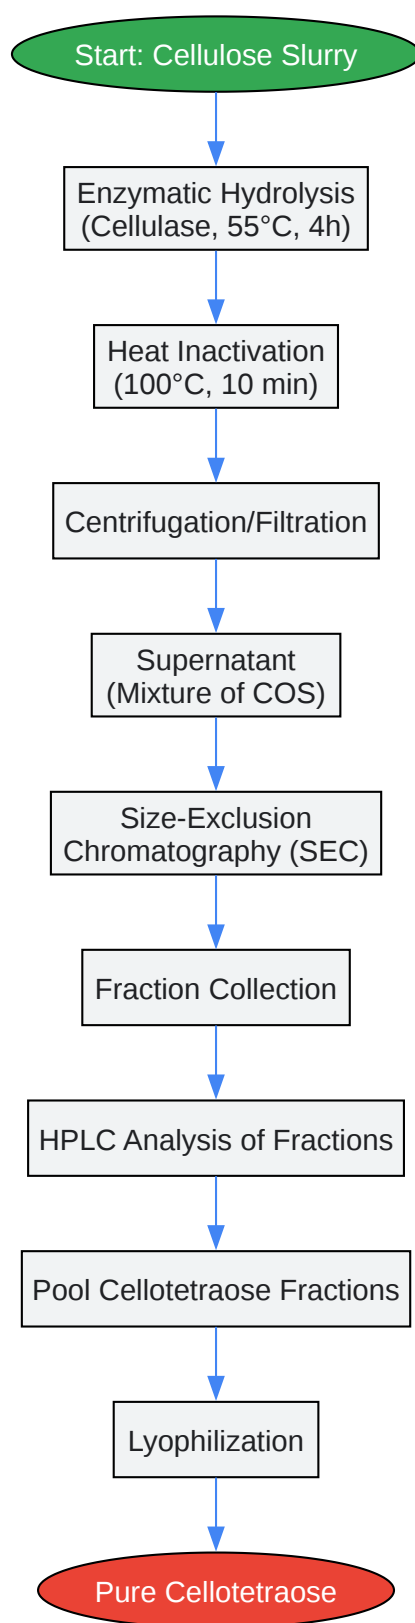 Start: Cellulose Slurry
Enzymatic Hydrolysis
(Cellulase, 55°C, 4h)
Heat Inactivation
(100°C, 10 min)
Centrifugation/Filtration
Supernatant
(Mixture of COS)
Size-Exclusion
Chromatography (SEC)
Fraction Collection
HPLC Analysis of Fractions
Pool Cellotetraose Fractions
Lyophilization
Pure Cellotetraose